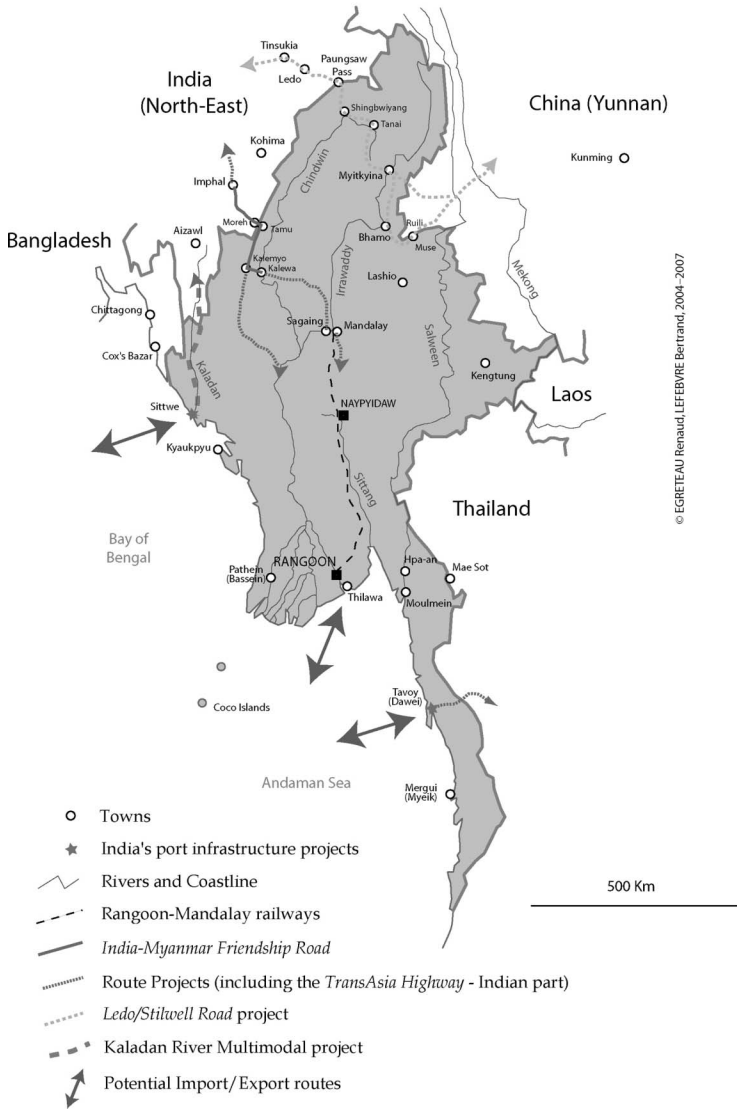 Tinsukia
Ledo
Paungsaw
Pass
India
(North-East)
China (Yunnan)
Shingbwiyang
Tanai
Kohima
Kunming
Chindwin
Imphal
Myitkyina
Moreh
Tamu
Aizawl
Bhamo
Ruili
Muse
Bangladesh
Kalemyo
Kalewa
Irrawaddy
Lashio
Mekong
Chittagong
Sagaing
Mandalay
Salween
Cox's Bazar
Kaladan
Kengtung
Laos
Sittwe
NAYPYIDAW
Kyaukpyu
Sittang
Thailand
© EGRETEAU Renaud, LEFEBVRE Bertrand, 2004–2007
Bay of
Bengal
RANGOON
Pathein
(Bassein)
Hpa-an
Mae Sot
Thilawa
Moulmein
Tavoy
(Dawei)
Coco Islands
Andaman Sea
Mergui
(Myeik)
Towns
India's port infrastructure projects
Rivers and Coastline
500 Km
Rangoon-Mandalay railways
India-Myanmar Friendship Road
Route Projects (including the TransAsia Highway - Indian part)
Ledo/Stilwell Road project
Kaladan River Multimodal project
Potential Import/Export routes